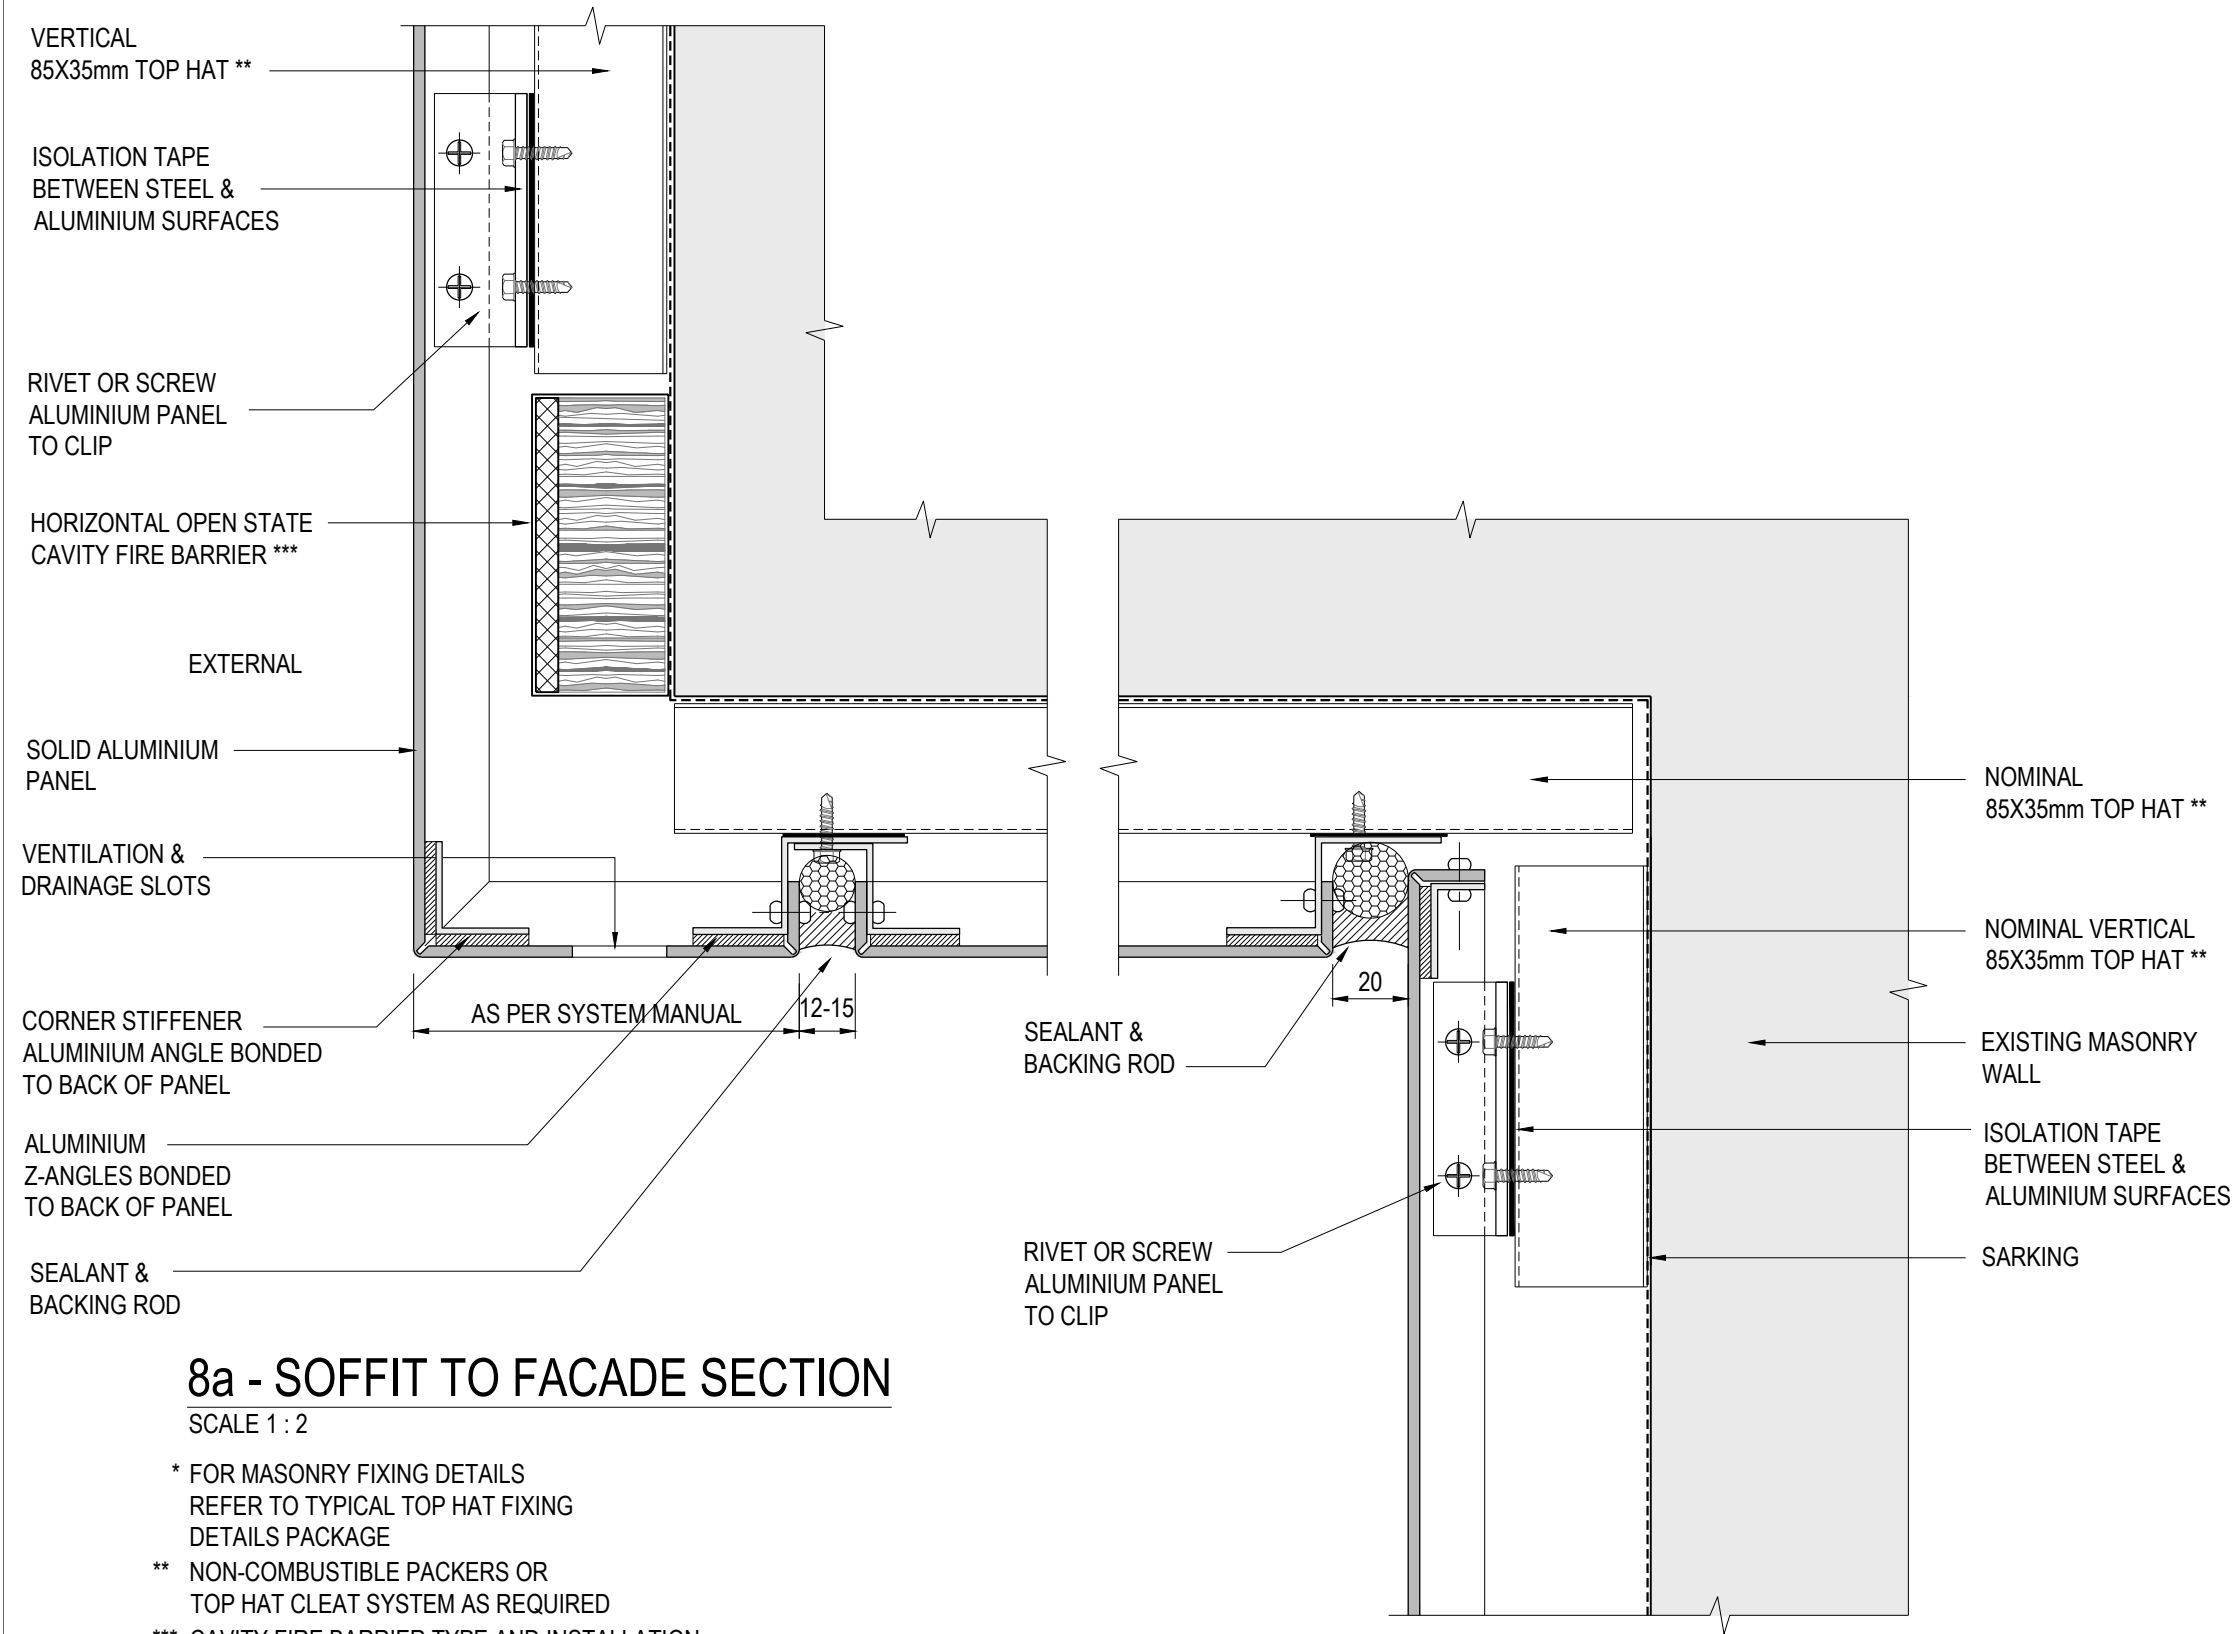 VERTICAL
85X35mm TOP HAT **
ISOLATION TAPE
BETWEEN STEEL &
ALUMINIUM SURFACES
RIVET OR SCREW
ALUMINIUM PANEL
TO CLIP
HORIZONTAL OPEN STATE
CAVITY FIRE BARRIER ***
EXTERNAL
SOLID ALUMINIUM
PANEL
VENTILATION &
DRAINAGE SLOTS
CORNER STIFFENER
ALUMINIUM ANGLE BONDED
TO BACK OF PANEL
ALUMINIUM
Z-ANGLES BONDED
TO BACK OF PANEL
SEALANT &
BACKING ROD
AS PER SYSTEM MANUAL
12-15
20
SEALANT &
BACKING ROD
RIVET OR SCREW
ALUMINIUM PANEL
TO CLIP
NOMINAL
85X35mm TOP HAT **
NOMINAL VERTICAL
85X35mm TOP HAT **
EXISTING MASONRY
WALL
ISOLATION TAPE
BETWEEN STEEL &
ALUMINIUM SURFACES
SARKING
8a - SOFFIT TO FACADE SECTION
SCALE 1 : 2
* FOR MASONRY FIXING DETAILS
REFER TO TYPICAL TOP HAT FIXING
DETAILS PACKAGE
** NON-COMBUSTIBLE PACKERS OR
TOP HAT CLEAT SYSTEM AS REQUIRED
*** CAVITY FIRE BARRIER TYPE AND INSTALLATION